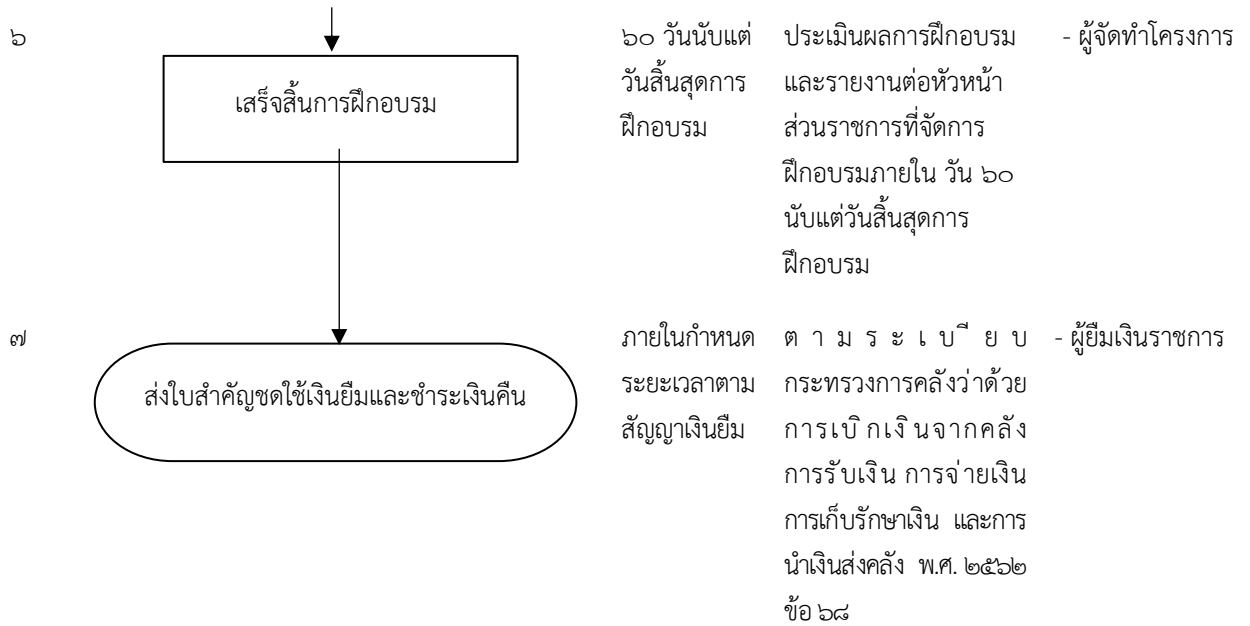 ๖
เสร็จสิ้นการฝึกอบรม
๖๐ วันนับแต่
วันสิ้นสุดการ
ฝึกอบรม
ประเมินผลการฝึกอบรม
และรายงานต่อหัวหน้า
ส่วนราชการที่จัดการ
ฝึกอบรมภายใน วัน ๖๐
นับแต่วันสิ้นสุดการ
ฝึกอบรม
- ผู้จัดทำโครงการ
๗
ส่งใบสำคัญชดใช้เงินยืมและชำระเงินคืน
ภายในกำหนด
ระยะเวลาตาม
สัญญาเงินยืม
ตามระเบียบ
กระทรวงการคลังว่าด้วย
การเบิกเงินจากคลัง
การรับเงิน การจ่ายเงิน
การเก็บรักษาเงิน และการ
นำเงินส่งคลัง พ.ศ. ๒๕๖๒
ข้อ ๖๘
- ผู้ยืมเงินราชการ